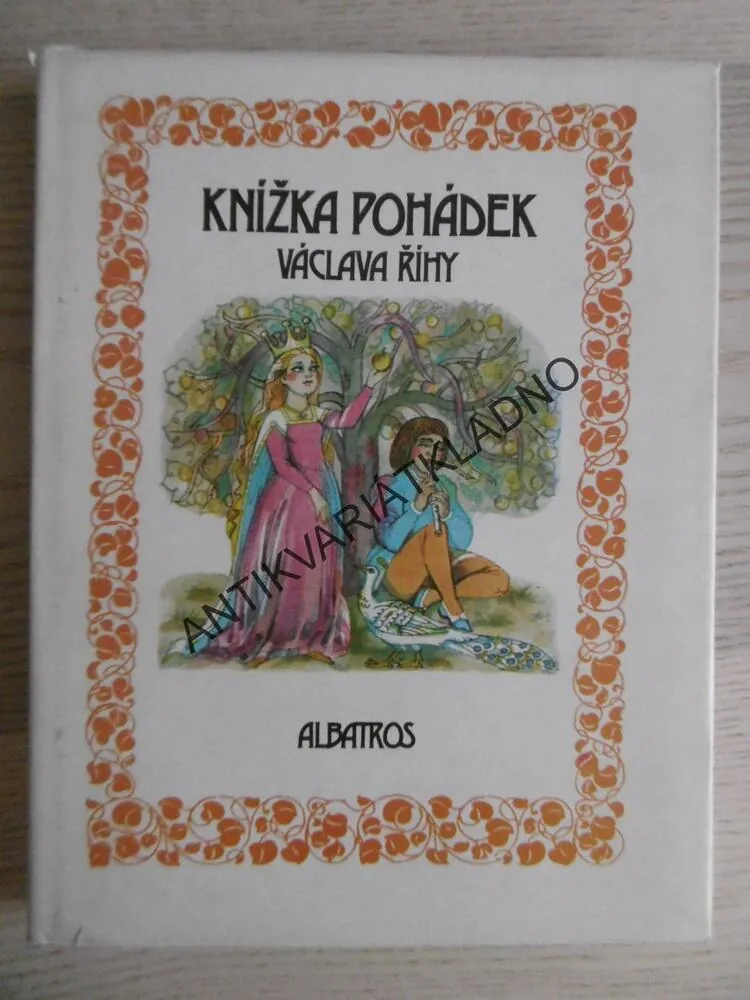 KNÍŽKA POHÁDEK
VÁCLAVA ŘÍHY
ANTIKVARIATKLADNO
ALBATROS